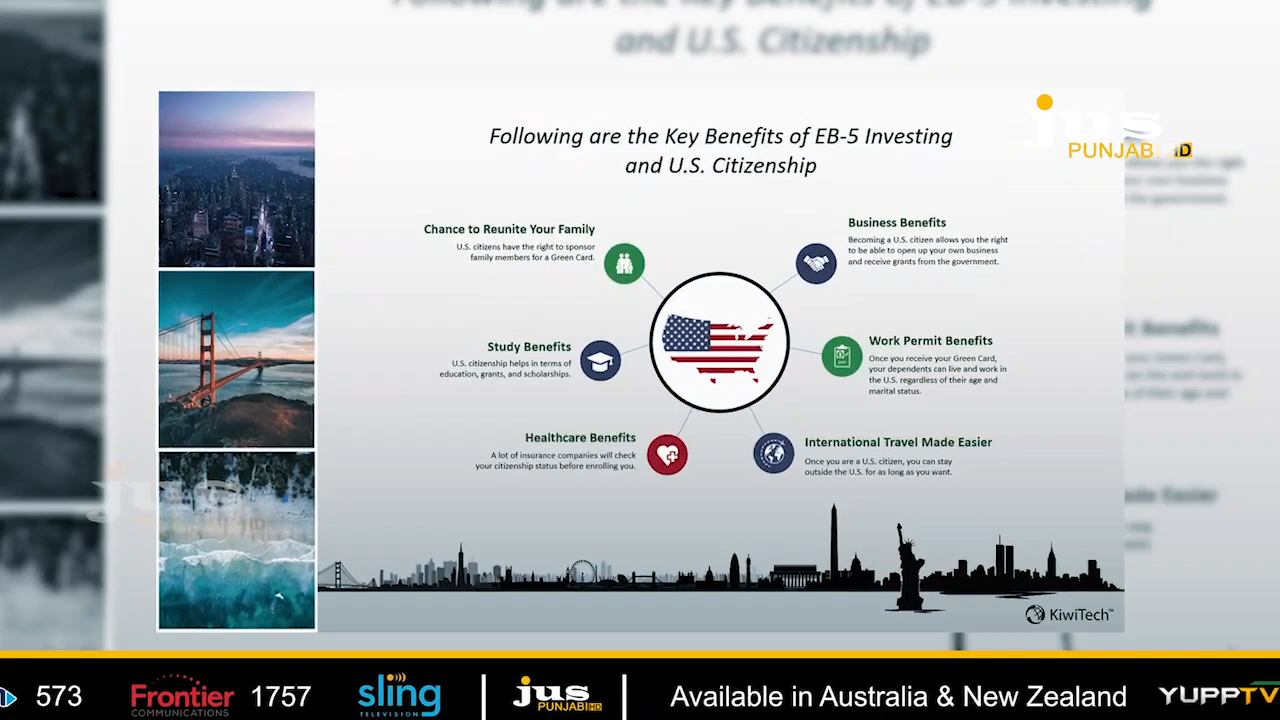 Following are the Key Benefits of EB-5 Investing
and U.S. Citizenship
jus
PUNJABI HD
Chance to Reunite Your Family
U.S. citizens have the right to sponsor
family members for a Green Card.
Business Benefits
Becoming a U.S. citizen allows you the right
to be able to open up your own business
and receive grants from the government.
Study Benefits
U.S. citizenship helps in terms of
education, grants, and scholarships.
Work Permit Benefits
Once you receive your Green Card,
your dependents can live and work in
the U.S. regardless of their age and
marital status.
Healthcare Benefits
A lot of insurance companies will check
your citizenship status before enrolling you.
International Travel Made Easier
Once you are a U.S. citizen, you can stay
outside the U.S. for as long as you want.
jus
KiwiTech™
573
Frontier
COMMUNICATIONS
1757
sling
TELEVISION
jus
PUNJABI HD
Available in Australia & New Zealand
YUPPTV